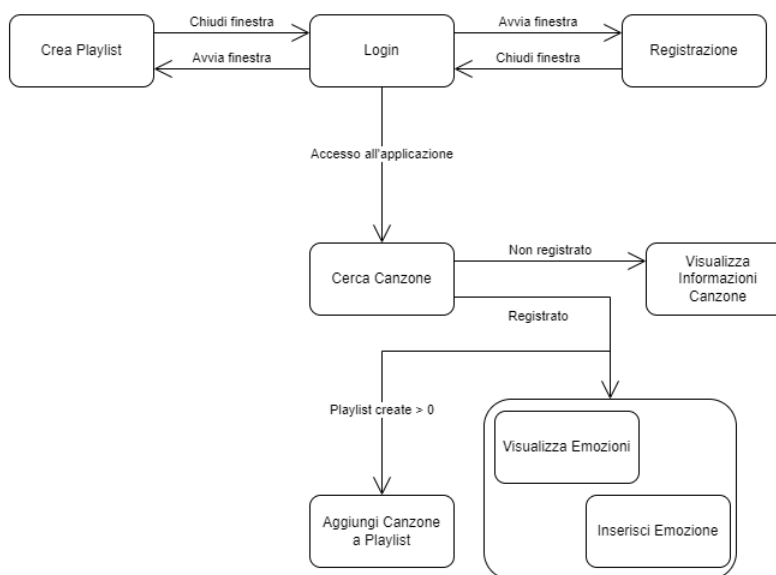 Chiudi finestra
Avvia finestra
Crea Playlist
Login
Registrazione
Avvia finestra
Chiudi finestra
Accesso all'applicazione
Non registrato
Cerca Canzone
Visualizza
Informazioni
Canzone
Registrato
Playlist create > 0
Visualizza Emozioni
Aggiungi Canzone
a Playlist
Inserisci Emozione